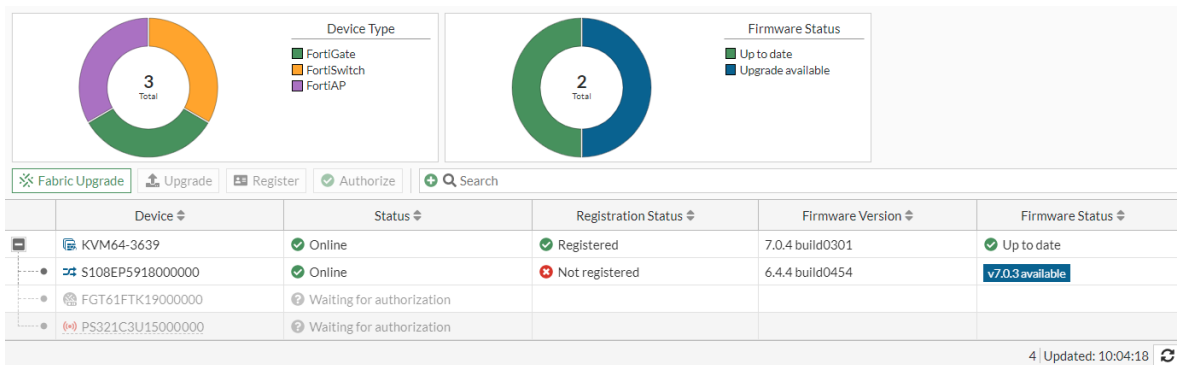 Device Type
FortiGate
FortiSwitch
FortiAP
3
Total
Firmware Status
Up to date
Upgrade available
2
Total
Fabric Upgrade Upgrade Register Authorize Search
Device Status Registration Status Firmware Version Firmware Status
KVM64-3639 Online Registered 7.0.4 build0301 Up to date
S108EP5918000000 Online Not registered 6.4.4 build0454 v7.0.3 available
FGT61FTK19000000 Waiting for authorization
PS321C3U15000000 Waiting for authorization
4 Updated: 10:04:18